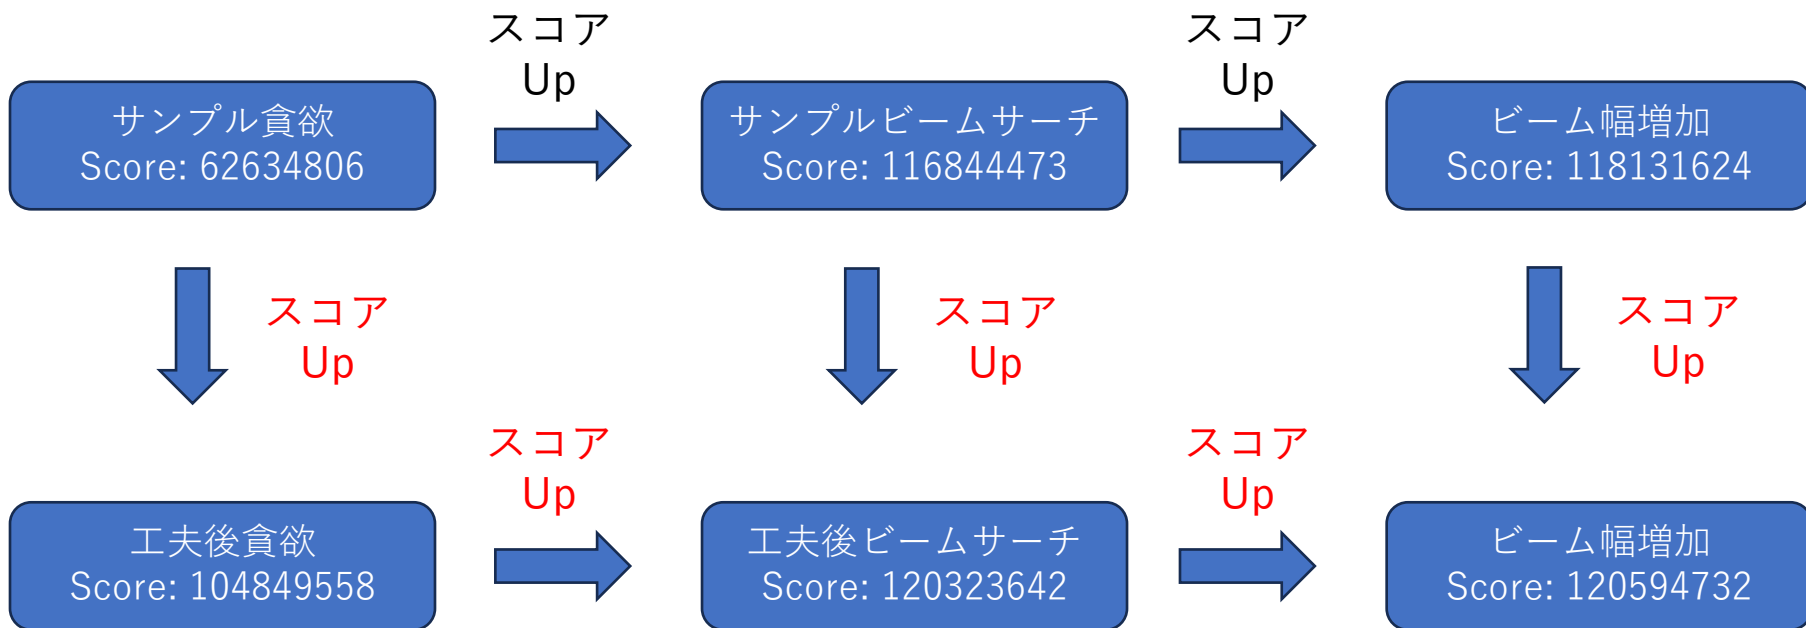 スコア
Up
スコア
Up
サンプル貪欲
Score: 62634806
サンプルビームサーチ
Score: 116844473
ビーム幅増加
Score: 118131624
スコア
Up
スコア
Up
スコア
Up
スコア
Up
スコア
Up
工夫後貪欲
Score: 104849558
工夫後ビームサーチ
Score: 120323642
ビーム幅増加
Score: 120594732